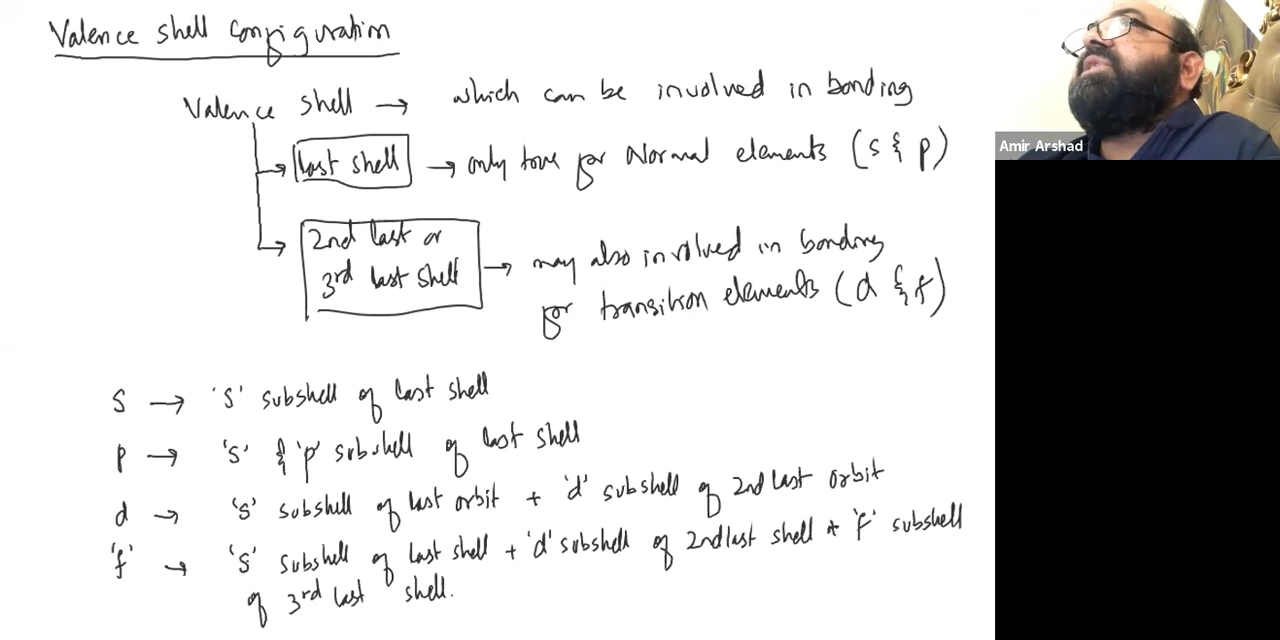 Valence shell configuration
Valence shell → which can be involved in bonding
last shell → only true for Normal elements (s & p)
2nd last or
3rd last shell → may also involved in bonding
for transition elements (d & f)
Amir Arshad
S → 's' subshell of last shell
p → 's' & 'p' subshell of last shell
d → 's' subshell of last orbit + 'd' subshell of 2nd last orbit
'f' → 's' subshell of last shell + 'd' subshell of 2nd last shell + 'f' subshell
of 3rd last shell.